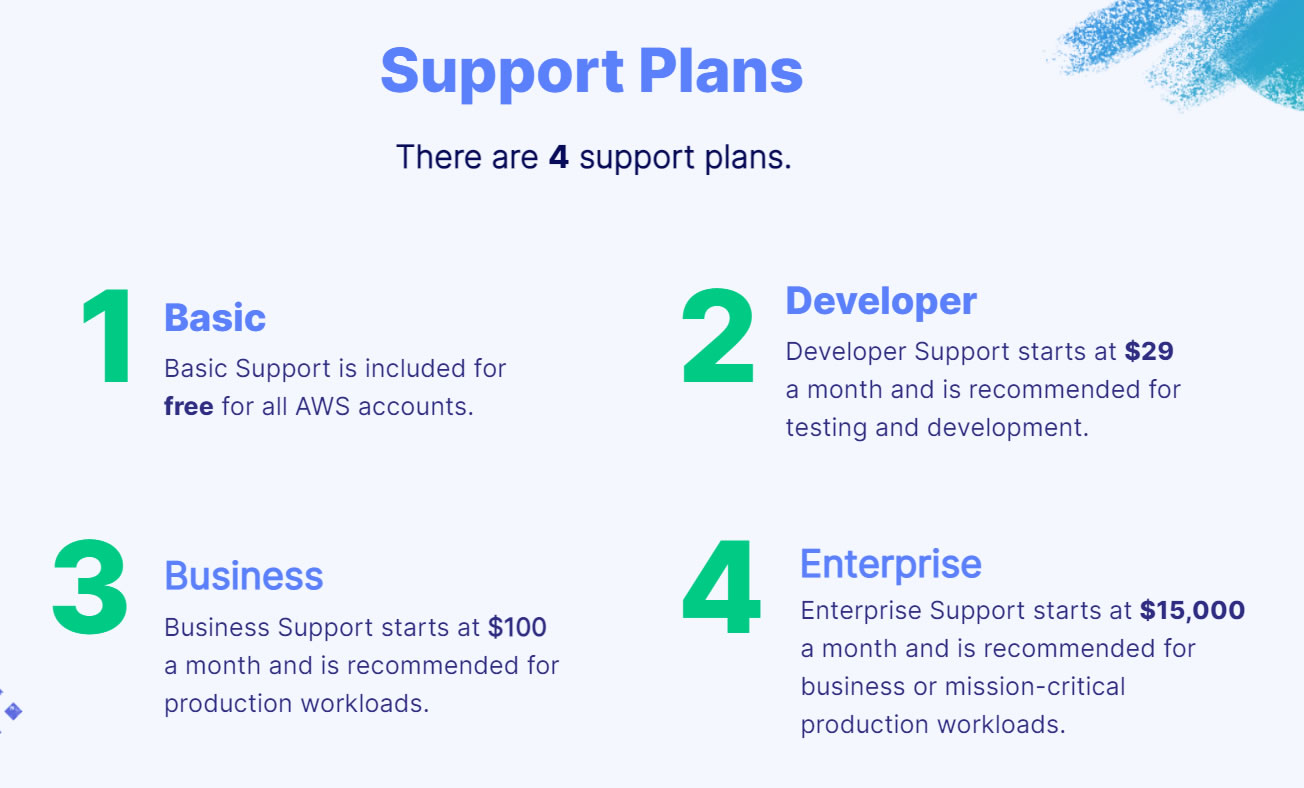 Support Plans
There are 4 support plans.
1
Basic
Basic Support is included for
free for all AWS accounts.
2
Developer
Developer Support starts at $29
a month and is recommended for
testing and development.
3
Business
Business Support starts at $100
a month and is recommended for
production workloads.
4
Enterprise
Enterprise Support starts at $15,000
a month and is recommended for
business or mission-critical
production workloads.